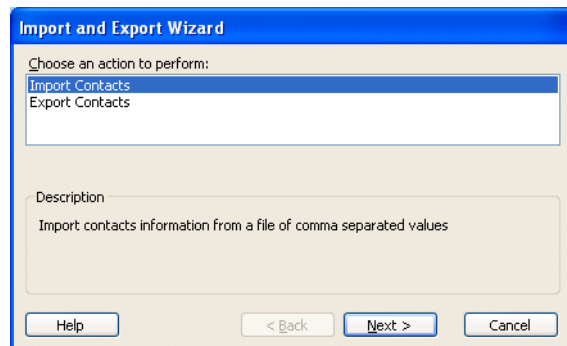 Import and Export Wizard
Choose an action to perform:
Import Contacts
Export Contacts
Description
Import contacts information from a file of comma separated values
Help < Back Next > Cancel